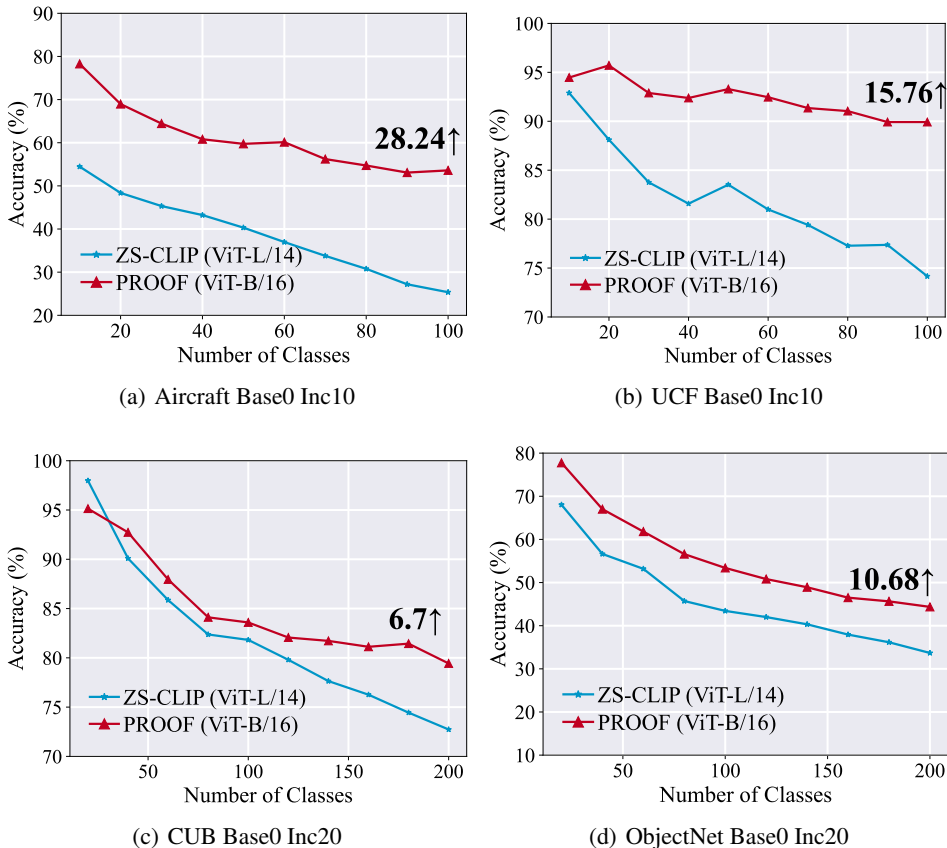 90
80
70
60
50
40
30
20
Accuracy (%)
28.24↑
ZS-CLIP (ViT-L/14)
PROOF (ViT-B/16)
20 40 60 80 100
Number of Classes
(a) Aircraft Base0 Inc10
95
90
85
80
75
70
Accuracy (%)
15.76↑
ZS-CLIP (ViT-L/14)
PROOF (ViT-B/16)
20 40 60 80 100
Number of Classes
(b) UCF Base0 Inc10
100
95
90
85
80
75
70
Accuracy (%)
6.7↑
ZS-CLIP (ViT-L/14)
PROOF (ViT-B/16)
50 100 150 200
Number of Classes
(c) CUB Base0 Inc20
80
70
60
50
40
30
20
10
Accuracy (%)
10.68↑
ZS-CLIP (ViT-L/14)
PROOF (ViT-B/16)
50 100 150 200
Number of Classes
(d) ObjectNet Base0 Inc20